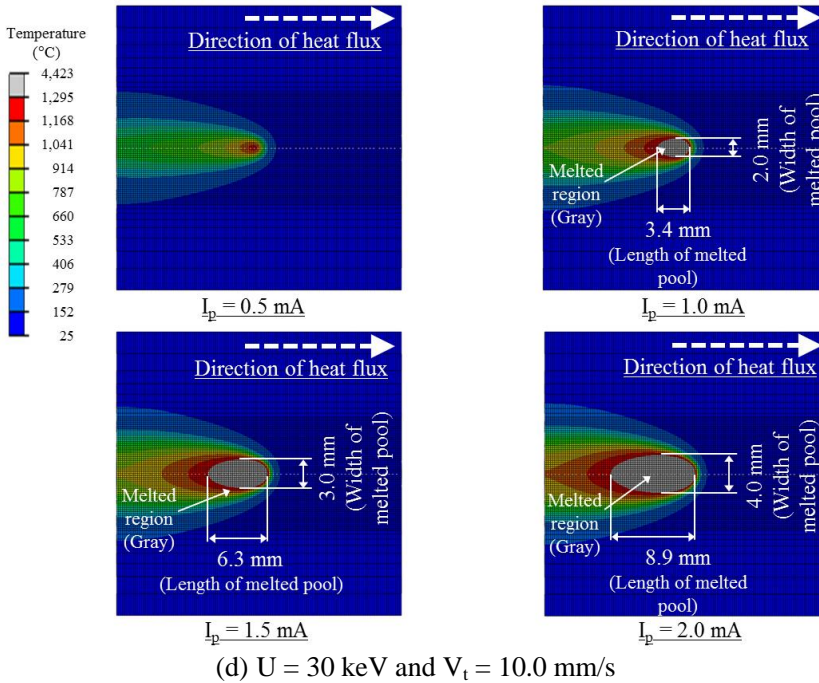 Temperature
(°C)
4,423
1,295
1,168
1,041
914
787
660
533
406
279
152
25
Direction of heat flux
I_p = 0.5 mA
Direction of heat flux
Melted
region
(Gray)
2.0 mm
(Width of
melted pool)
3.4 mm
(Length of melted
pool)
I_p = 1.0 mA
Direction of heat flux
Melted
region
(Gray)
3.0 mm
(Width of
melted pool)
6.3 mm
(Length of melted pool)
I_p = 1.5 mA
Direction of heat flux
Melted
region
(Gray)
4.0 mm
(Width of
melted pool)
8.9 mm
(Length of melted
pool)
I_p = 2.0 mA
(d) U = 30 keV and V_t = 10.0 mm/s